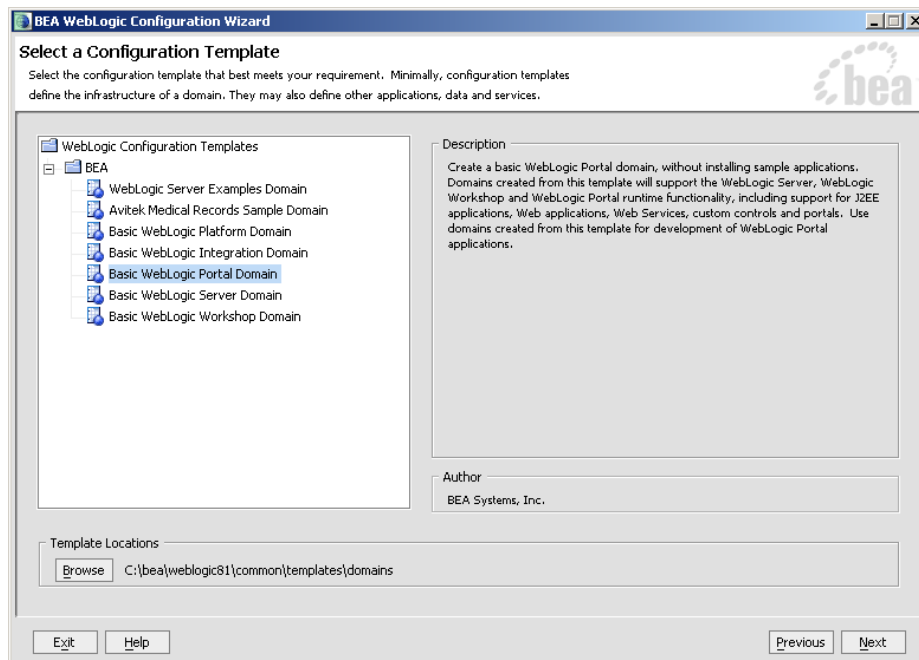 BEA WebLogic Configuration Wizard
Select a Configuration Template
Select the configuration template that best meets your requirement. Minimally, configuration templates
define the infrastructure of a domain. They may also define other applications, data and services.
bea
WebLogic Configuration Templates
BEA
WebLogic Server Examples Domain
Avitek Medical Records Sample Domain
Basic WebLogic Platform Domain
Basic WebLogic Integration Domain
Basic WebLogic Portal Domain
Basic WebLogic Server Domain
Basic WebLogic Workshop Domain
Description
Create a basic WebLogic Portal domain, without installing sample applications.
Domains created from this template will support the WebLogic Server, WebLogic
Workshop and WebLogic Portal runtime functionality, including support for J2EE
applications, Web applications, Web Services, custom controls and portals. Use
domains created from this template for development of WebLogic Portal
applications.
Author
BEA Systems, Inc.
Template Locations
Browse C:\bea\weblogic81\common\templates\domains
Exit Help Previous Next